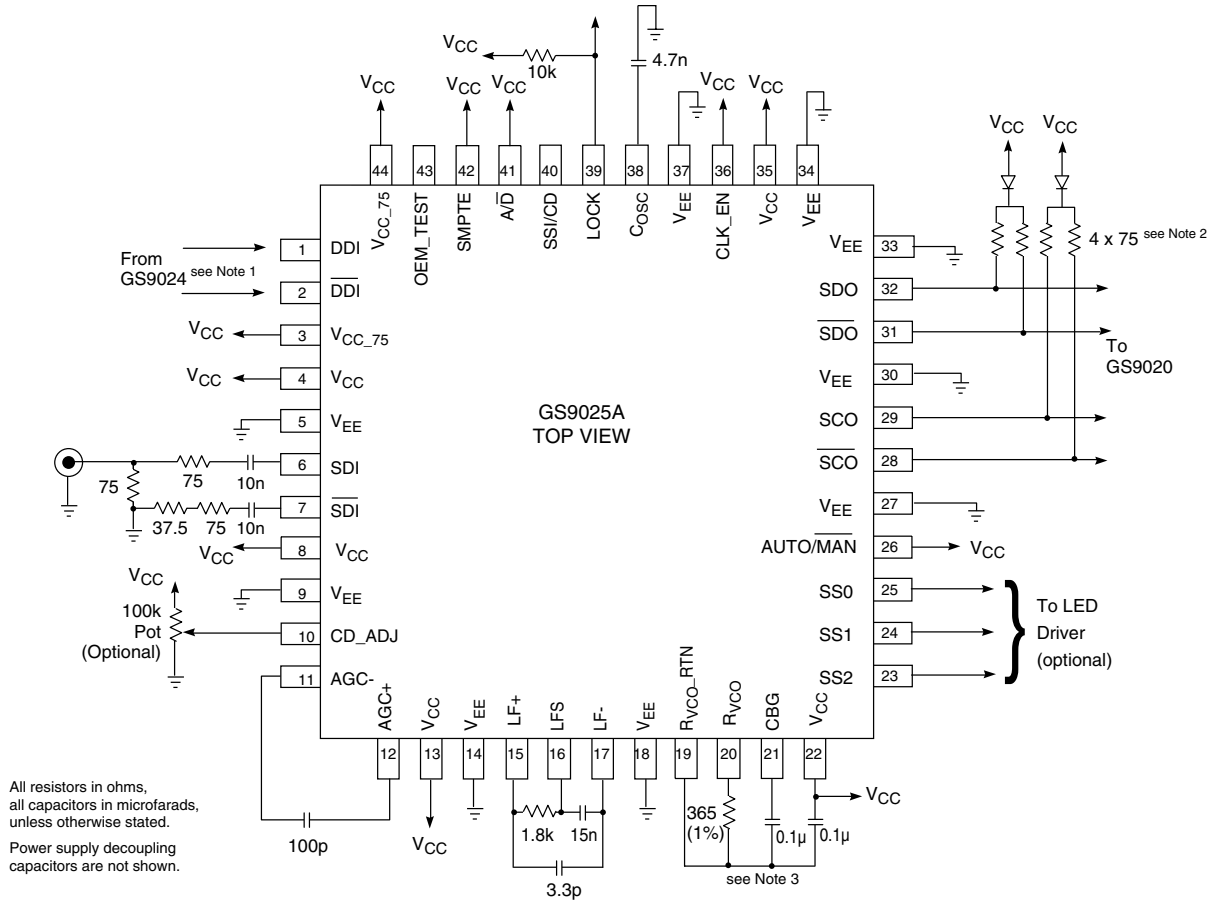 VCC
10k
4.7n
VCC
VCC
VCC
VCC
VCC
VCC
VCC
44
43
42
41
40
39
38
37
36
35
34
VCC_75
OEM_TEST
SMPTE
A/D
SSI/CD
LOCK
COSC
VEE
CLK_EN
VCC
VEE
From
GS9024 see Note 1
1 DDI
2 DDI
VCC 3 VCC_75
VCC 4 VCC
5 VEE
75
75
10n
6 SDI
37.5
75
10n
7 SDI
VCC 8 VCC
9 VEE
VCC
100k
Pot
(Optional)
10 CD_ADJ
11 AGC-
GS9025A
TOP VIEW
VEE 33
4 x 75 see Note 2
SDO 32
SDO 31
To
GS9020
VEE 30
SCO 29
SCO 28
VEE 27
AUTO/MAN 26 VCC
SS0 25
SS1 24
SS2 23
To LED
Driver
(optional)
AGC+
VCC
VEE
LF+
LFS
LF-
VEE
RVCO_RTN
RVCO
CBG
VCC
12
13
14
15
16
17
18
19
20
21
22
100p
VCC
1.8k
15n
3.3p
365
(1%)
0.1µ
0.1µ
VCC
see Note 3
All resistors in ohms,
all capacitors in microfarads,
unless otherwise stated.
Power supply decoupling
capacitors are not shown.